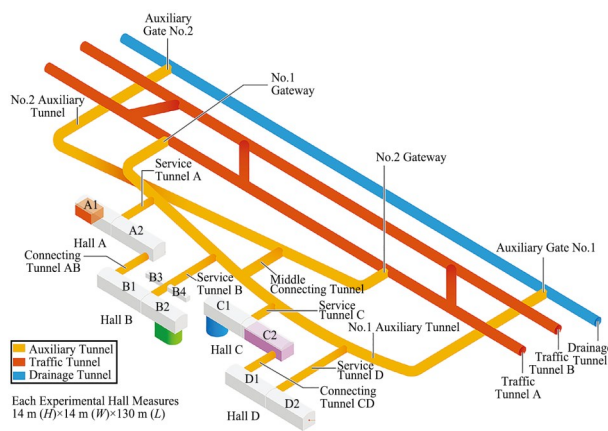 Auxiliary
Gate No.2
No.1
Gateway
No.2 Auxiliary
Tunnel
Service
Tunnel A
No.2 Gateway
A1
A2
Hall A
Connecting
Tunnel AB
Auxiliary Gate No.1
B1
B2
B3
B4
Hall B
Service
Tunnel B
Middle
Connecting Tunnel
C1
C2
Hall C
Service
Tunnel C
No.1 Auxiliary Tunnel
Drainage
Tunnel
Traffic
Tunnel B
Traffic
Tunnel A
Service
Tunnel D
D1
D2
Hall D
Connecting
Tunnel CD
Auxiliary Tunnel
Traffic Tunnel
Drainage Tunnel
Each Experimental Hall Measures
14 m (H)×14 m (W)×130 m (L)